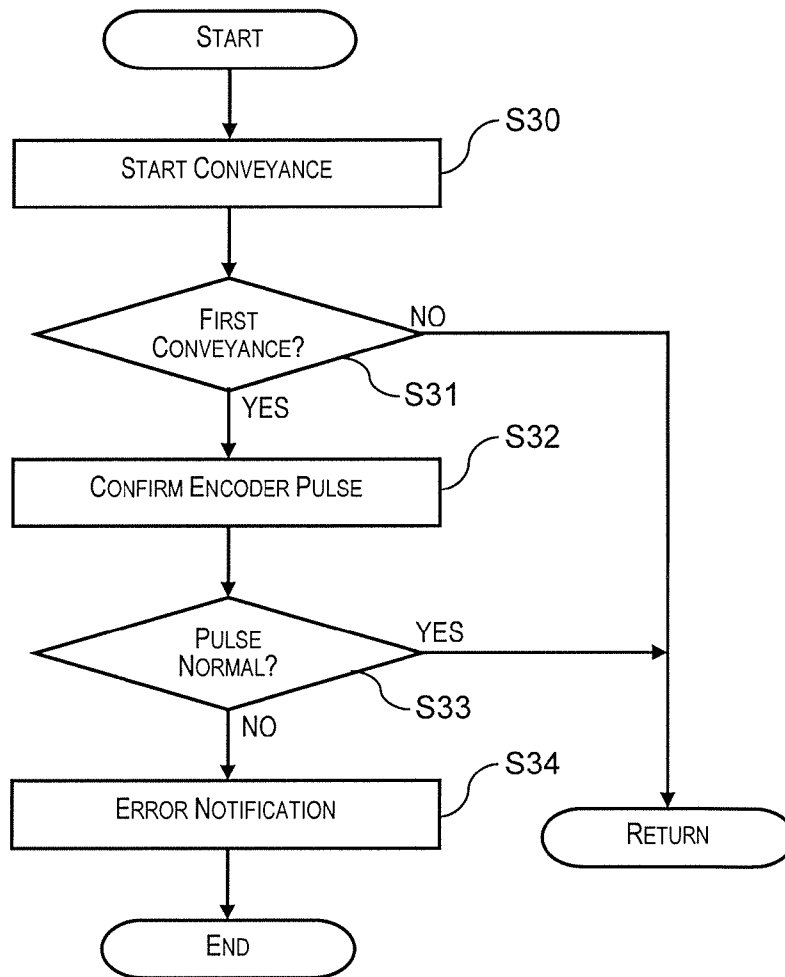 START
S30
START CONVEYANCE
FIRST
CONVEYANCE?
NO
S31
YES
S32
CONFIRM ENCODER PULSE
PULSE
NORMAL?
YES
S33
NO
S34
ERROR NOTIFICATION
RETURN
END